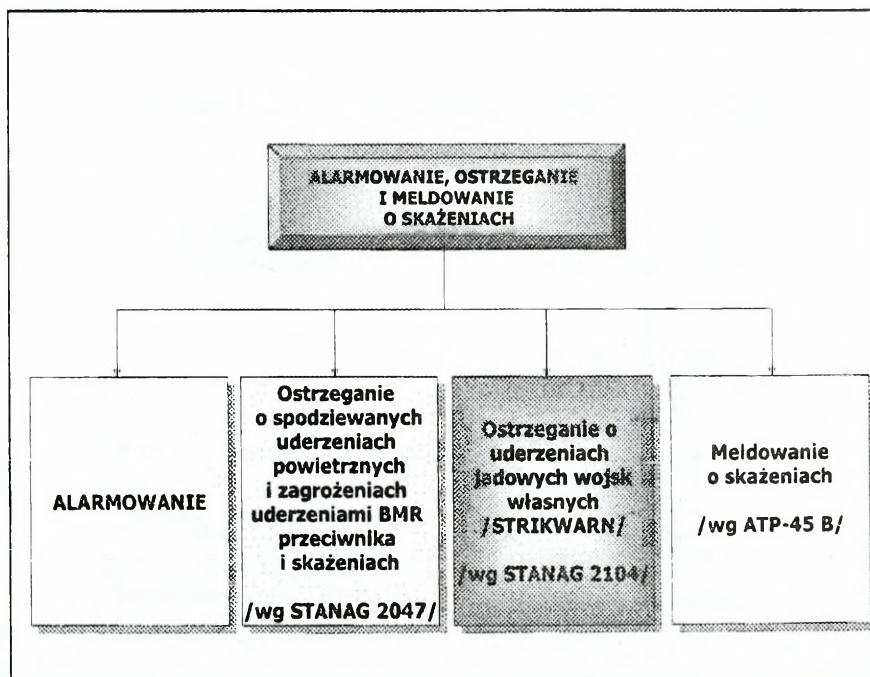 ALARMOWANIE, OSTRZEGANIE
I MELDOWANIE
O SKAŻENIACH
ALARMOWANIE
Ostrzeganie
o spodziewanych
uderzeniach
powietrznych
i zagrożeniach
uderzeniami BMR
przeciwnika
i skażeniach
/wg STANAG 2047/
Ostrzeganie o
uderzeniach
jadowych wojsk
własnych
/STRIKWARN/
/wg STANAG 2104/
Meldowanie
o skażeniach
/wg ATP-45 B/